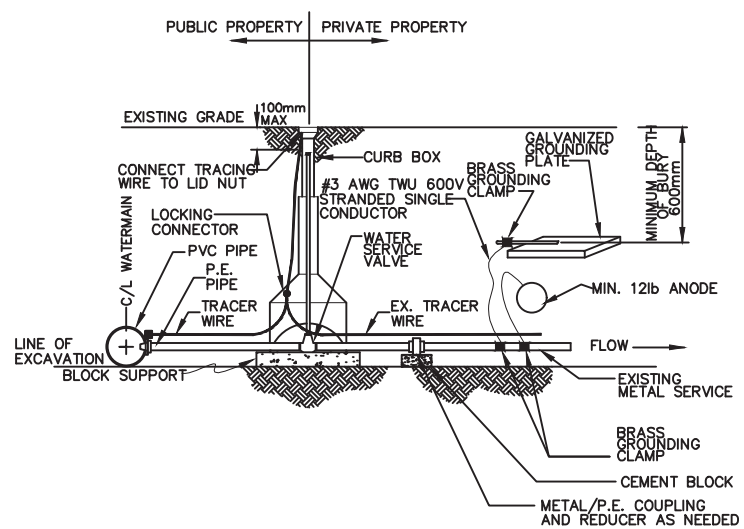 PUBLIC PROPERTY
PRIVATE PROPERTY
EXISTING GRADE
100mm
MAX
CONNECT TRACING
WIRE TO LID NUT
CURB BOX
#3 AWG TWU 600V
STRANDED SINGLE
CONDUCTOR
BRASS
GROUNDING
CLAMP
GALVANIZED
GROUNDING
PLATE
MINIMUM DEPTH
OF BURY
600mm
LOCKING
CONNECTOR
C/L WATERMAIN
PVC PIPE
P.E.
PIPE
TRACER
WIRE
WATER
SERVICE
VALVE
EX. TRACER
WIRE
MIN. 12lb ANODE
LINE OF
EXCAVATION
BLOCK SUPPORT
FLOW
EXISTING
METAL SERVICE
BRASS
GROUNDING
CLAMP
CEMENT BLOCK
METAL/P.E. COUPLING
AND REDUCER AS NEEDED